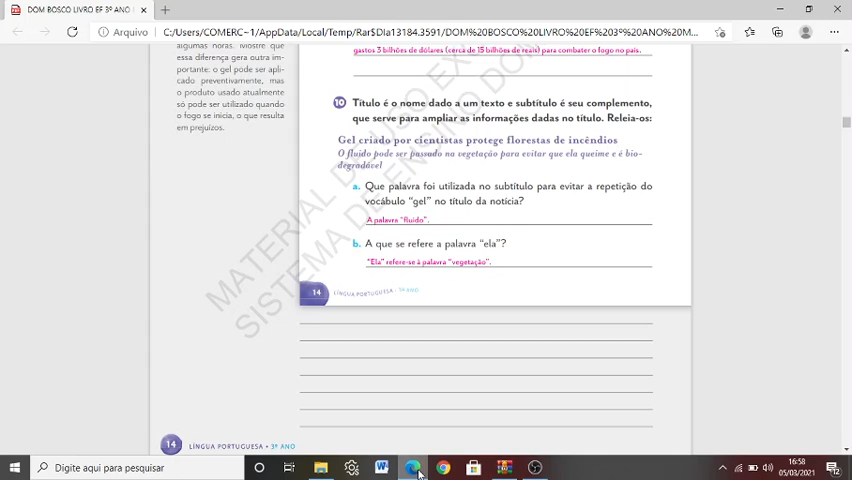 DOM BOSCO LIVRO EF 3º ANO
Arquivo
C:/Users/COMERC~1/AppData/Local/Temp/Rar$DIa13184.3591/DOM%20BOSCO%20LIVRO%20EF%203º%20ANO%20M...
algumas horas. Mostre que
essa diferença gera outra im-
portante: o gel pode ser apli-
cado preventivamente, mas
o produto usado atualmente
só pode ser utilizado quando
o fogo se inicia, o que resulta
em prejuízos.
gastos 3 bilhões de dólares (cerca de 15 bilhões de reais) para combater o fogo no país.
10 Título é o nome dado a um texto e subtítulo é seu complemento,
que serve para ampliar as informações dadas no título. Releia-os:
Gel criado por cientistas protege florestas de incêndios
O fluido pode ser passado na vegetação para evitar que ela queime e é bio-
degradável
a. Que palavra foi utilizada no subtítulo para evitar a repetição do
vocábulo "gel" no título da notícia?
A palavra "fluido".
b. A que se refere a palavra "ela"?
"Ela" refere-se à palavra "vegetação".
14 LÍNGUA PORTUGUESA • 3º ANO
MATERIAL DE USO EX
SISTEMA DE ENSINO DOM
14 LÍNGUA PORTUGUESA • 3º ANO
Digite aqui para pesquisar
16:58
05/03/2021
12